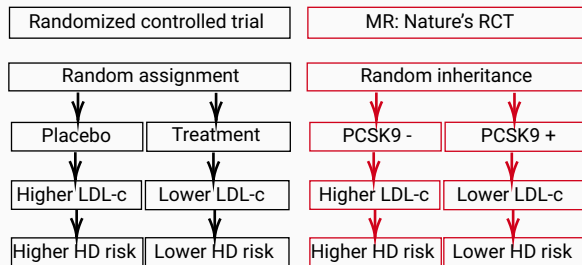 Randomized controlled trial
MR: Nature's RCT
Random assignment
Random inheritance
Placebo
Treatment
PCSK9 -
PCSK9 +
Higher LDL-c
Lower LDL-c
Higher LDL-c
Lower LDL-c
Higher HD risk
Lower HD risk
Higher HD risk
Lower HD risk